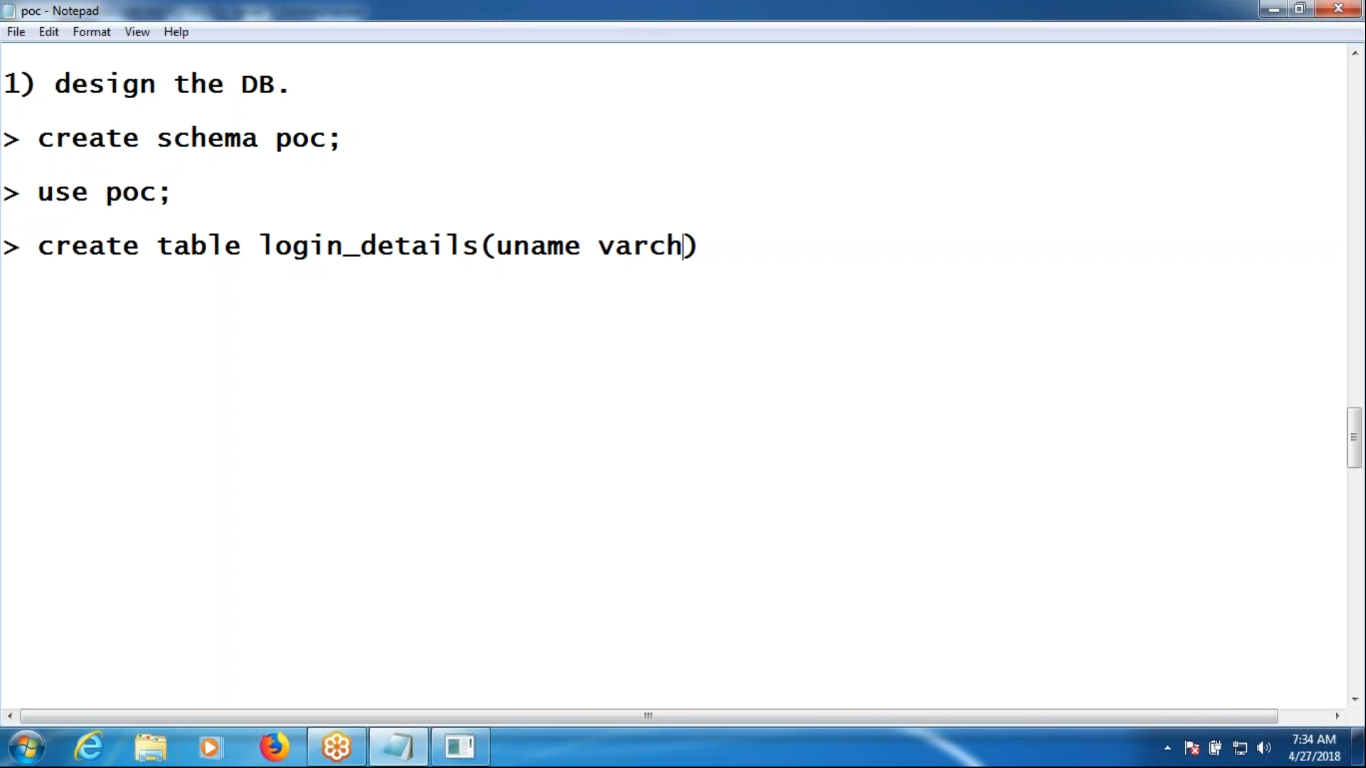 poc - Notepad
File Edit Format View Help
1) design the DB.
> create schema poc;
> use poc;
> create table login_details(uname varch)
7:34 AM
4/27/2018